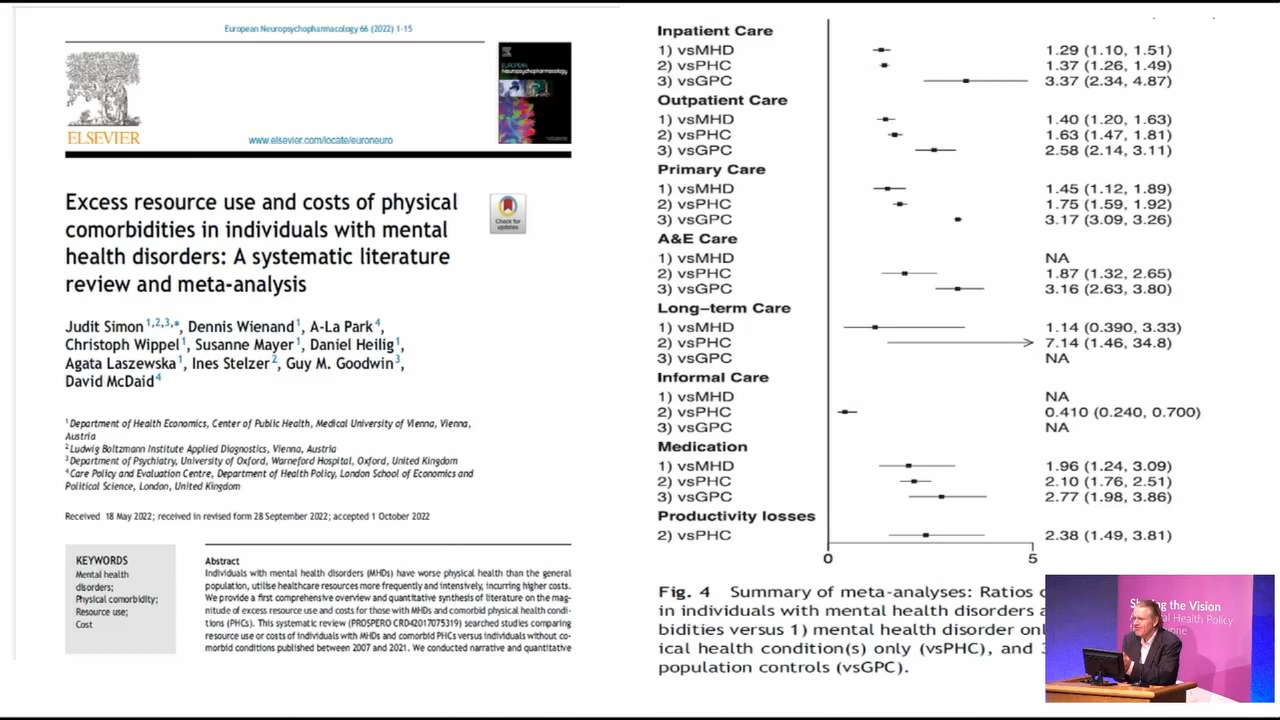 European Neuropsychopharmacology 66 (2022) 1-15
ELSEVIER
www.elsevier.com/locate/euroneuro
EUROPEAN
Neuropsychopharmacology
Check for
updates
Excess resource use and costs of physical
comorbidities in individuals with mental
health disorders: A systematic literature
review and meta-analysis
Judit Simon 1,2,3,*, Dennis Wienand 1, A-La Park 4,
Christoph Wippel 1, Susanne Mayer 1, Daniel Heilig 1,
Agata Laszewska 1, Ines Stelzer 2, Guy M. Goodwin 3,
David McDaid 4
1 Department of Health Economics, Center of Public Health, Medical University of Vienna, Vienna,
Austria
2 Ludwig Boltzmann Institute Applied Diagnostics, Vienna, Austria
3 Department of Psychiatry, University of Oxford, Warneford Hospital, Oxford, United Kingdom
4 Care Policy and Evaluation Centre, Department of Health Policy, London School of Economics and
Political Science, London, United Kingdom
Received 18 May 2022; received in revised form 28 September 2022; accepted 1 October 2022
KEYWORDS
Mental health
disorders;
Physical comorbidity;
Resource use;
Cost
Abstract
Individuals with mental health disorders (MHDs) have worse physical health than the general
population, utilise healthcare resources more frequently and intensively, incurring higher costs.
We provide a first comprehensive overview and quantitative synthesis of literature on the mag-
nitude of excess resource use and costs for those with MHDs and comorbid physical health condi-
tions (PHCs). This systematic review (PROSPERO CRD42017075319) searched studies comparing
resource use or costs of individuals with MHDs and comorbid PHCs versus individuals without co-
morbid conditions published between 2007 and 2021. We conducted narrative and quantitative
Inpatient Care
1) vsMHD 1.29 (1.10, 1.51)
2) vsPHC 1.37 (1.26, 1.49)
3) vsGPC 3.37 (2.34, 4.87)
Outpatient Care
1) vsMHD 1.40 (1.20, 1.63)
2) vsPHC 1.63 (1.47, 1.81)
3) vsGPC 2.58 (2.14, 3.11)
Primary Care
1) vsMHD 1.45 (1.12, 1.89)
2) vsPHC 1.75 (1.59, 1.92)
3) vsGPC 3.17 (3.09, 3.26)
A&E Care
1) vsMHD NA
2) vsPHC 1.87 (1.32, 2.65)
3) vsGPC 3.16 (2.63, 3.80)
Long-term Care
1) vsMHD 1.14 (0.390, 3.33)
2) vsPHC 7.14 (1.46, 34.8)
3) vsGPC NA
Informal Care
1) vsMHD NA
2) vsPHC 0.410 (0.240, 0.700)
3) vsGPC NA
Medication
1) vsMHD 1.96 (1.24, 3.09)
2) vsPHC 2.10 (1.76, 2.51)
3) vsGPC 2.77 (1.98, 3.86)
Productivity losses
2) vsPHC 2.38 (1.49, 3.81)
0 5
Fig. 4 Summary of meta-analyses: Ratios
in individuals with mental health disorders
bidities versus 1) mental health disorder
ical health condition(s) only (vsPHC), and
population controls (vsGPC).
the Vision
Health Policy